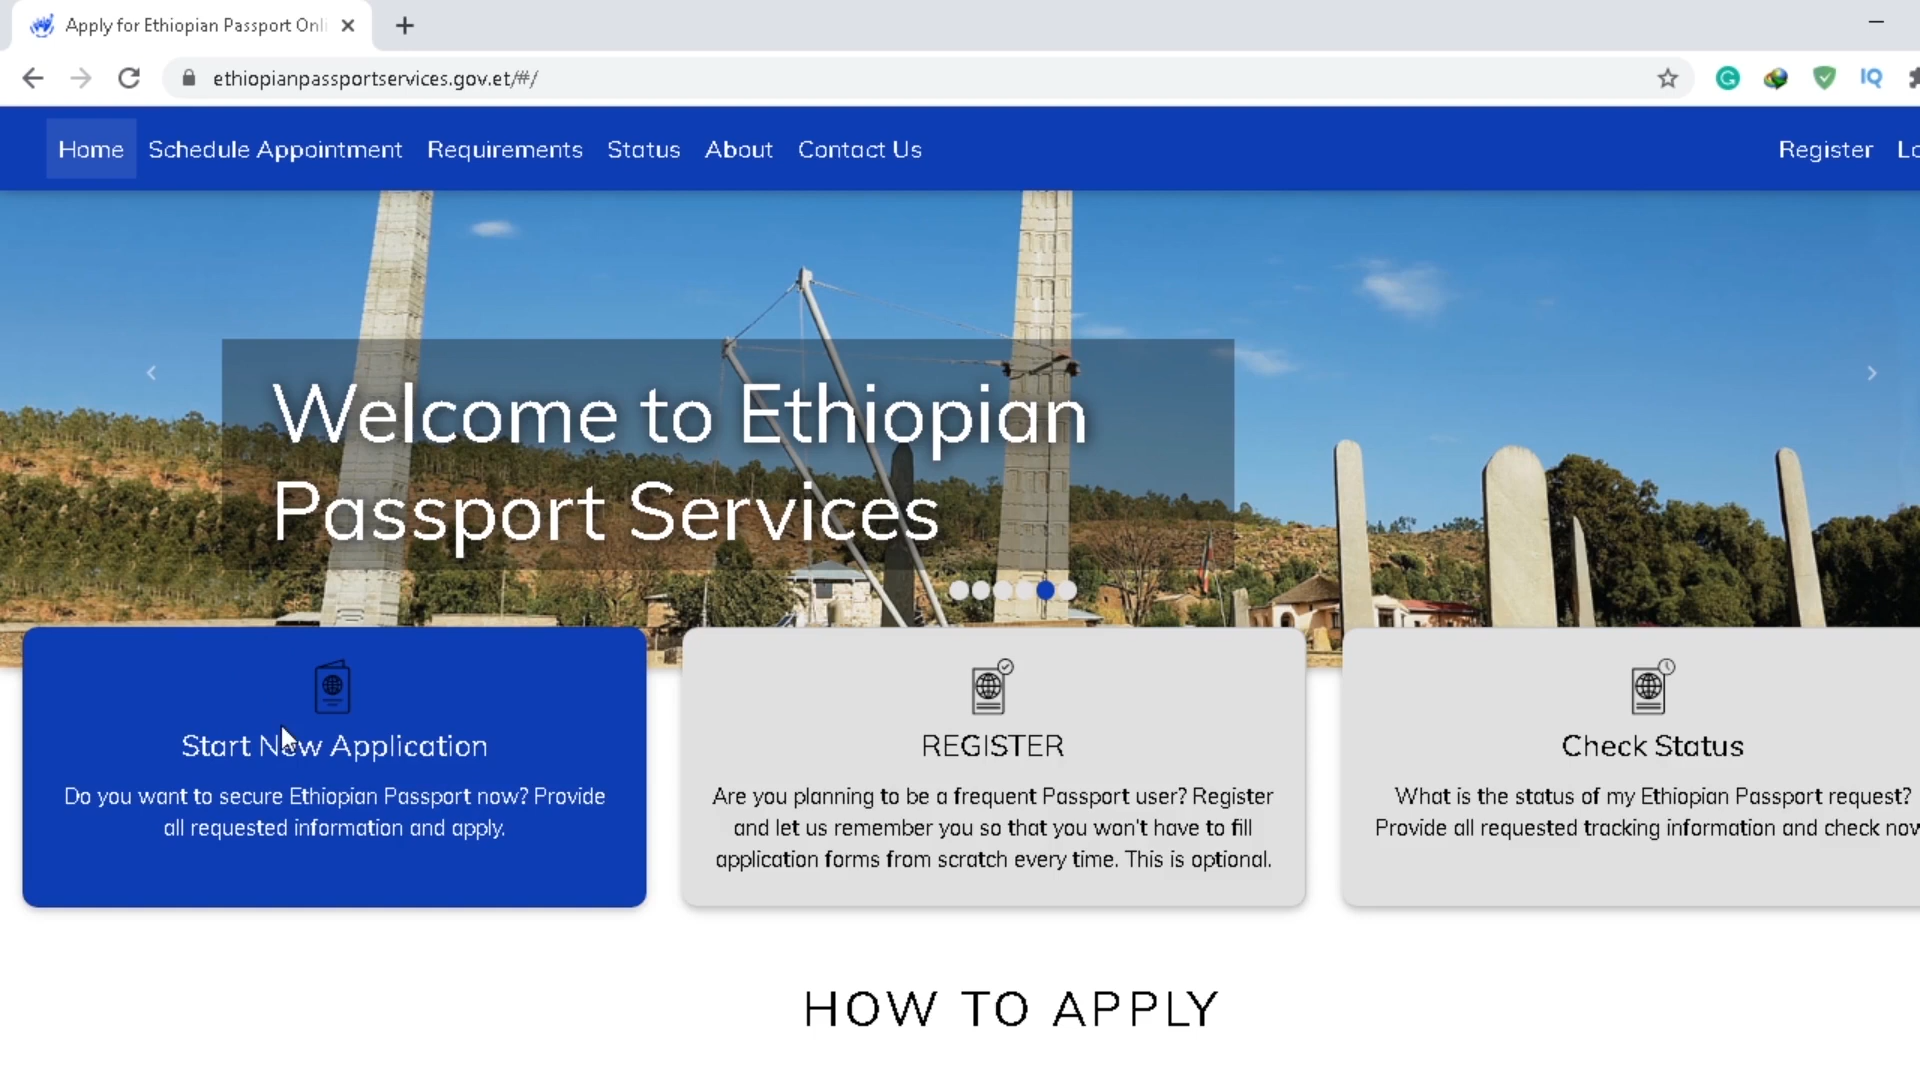 Apply for Ethiopian Passport Onli
ethiopianpassportservices.gov.et/#/
IQ
Home Schedule Appointment Requirements Status About Contact Us Register Lo
Welcome to Ethiopian
Passport Services
Start New Application
Do you want to secure Ethiopian Passport now? Provide
all requested information and apply.
REGISTER
Are you planning to be a frequent Passport user? Register
and let us remember you so that you won't have to fill
application forms from scratch every time. This is optional.
Check Status
What is the status of my Ethiopian Passport request?
Provide all requested tracking information and check now
HOW TO APPLY